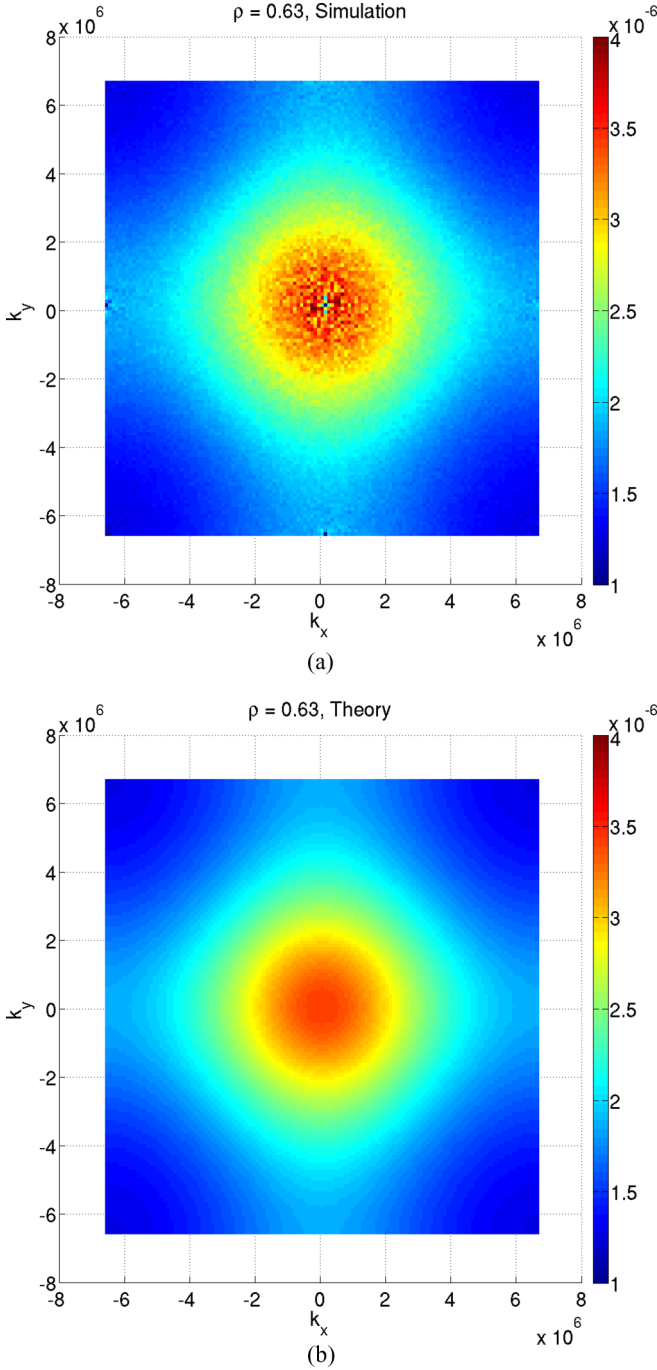 ρ = 0.63, Simulation
x 10^6
x 10^-6
8
6
4
2
0
-2
-4
-6
-8
k_y
-8 -6 -4 -2 0 2 4 6 8
k_x
x 10^6
4
3.5
3
2.5
2
1.5
1
(a)
ρ = 0.63, Theory
x 10^6
x 10^-6
8
6
4
2
0
-2
-4
-6
-8
k_y
-8 -6 -4 -2 0 2 4 6 8
k_x
x 10^6
4
3.5
3
2.5
2
1.5
1
(b)